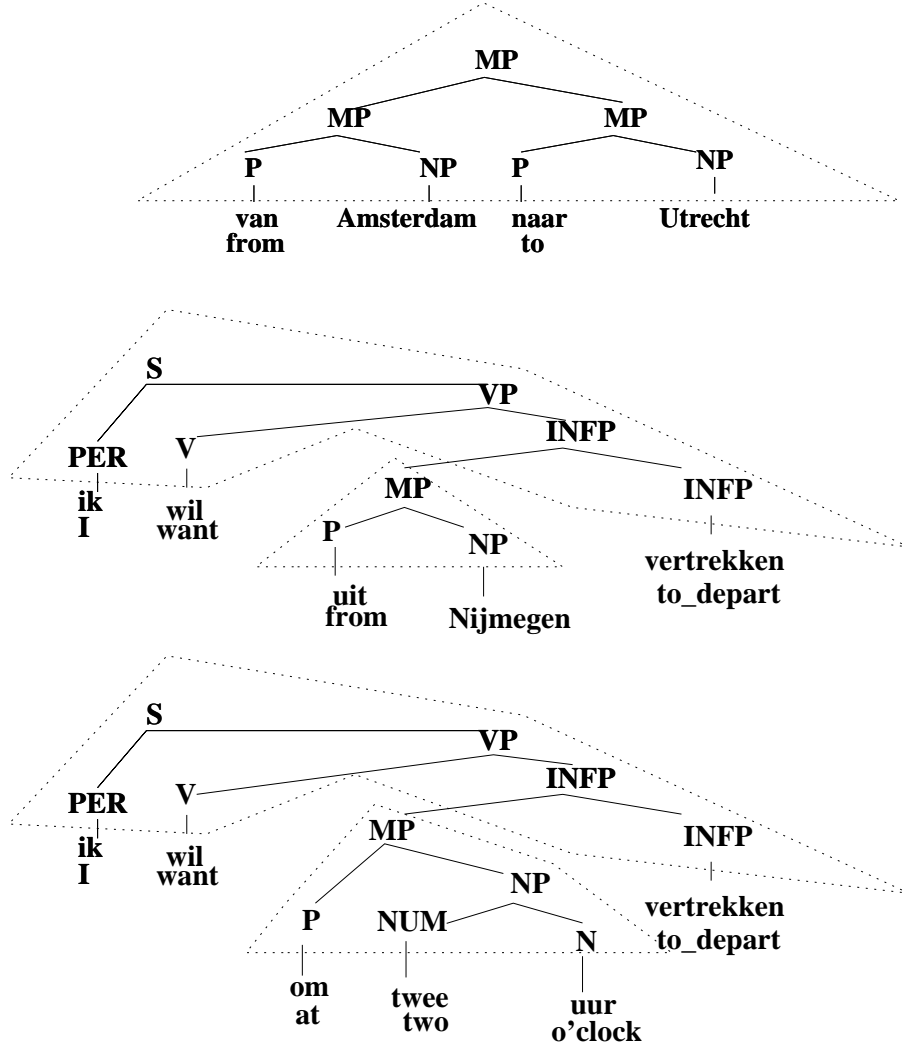 MP
MP MP
P NP P NP
van Amsterdam naar Utrecht
from to
S
VP
PER V INFP
ik MP INFP
I wil
want P NP
vertrekken
uit to_depart
from Nijmegen
S
VP
PER V INFP
ik MP INFP
I wil
want NP
P NUM N vertrekken
to_depart
om twee uur
at two o'clock